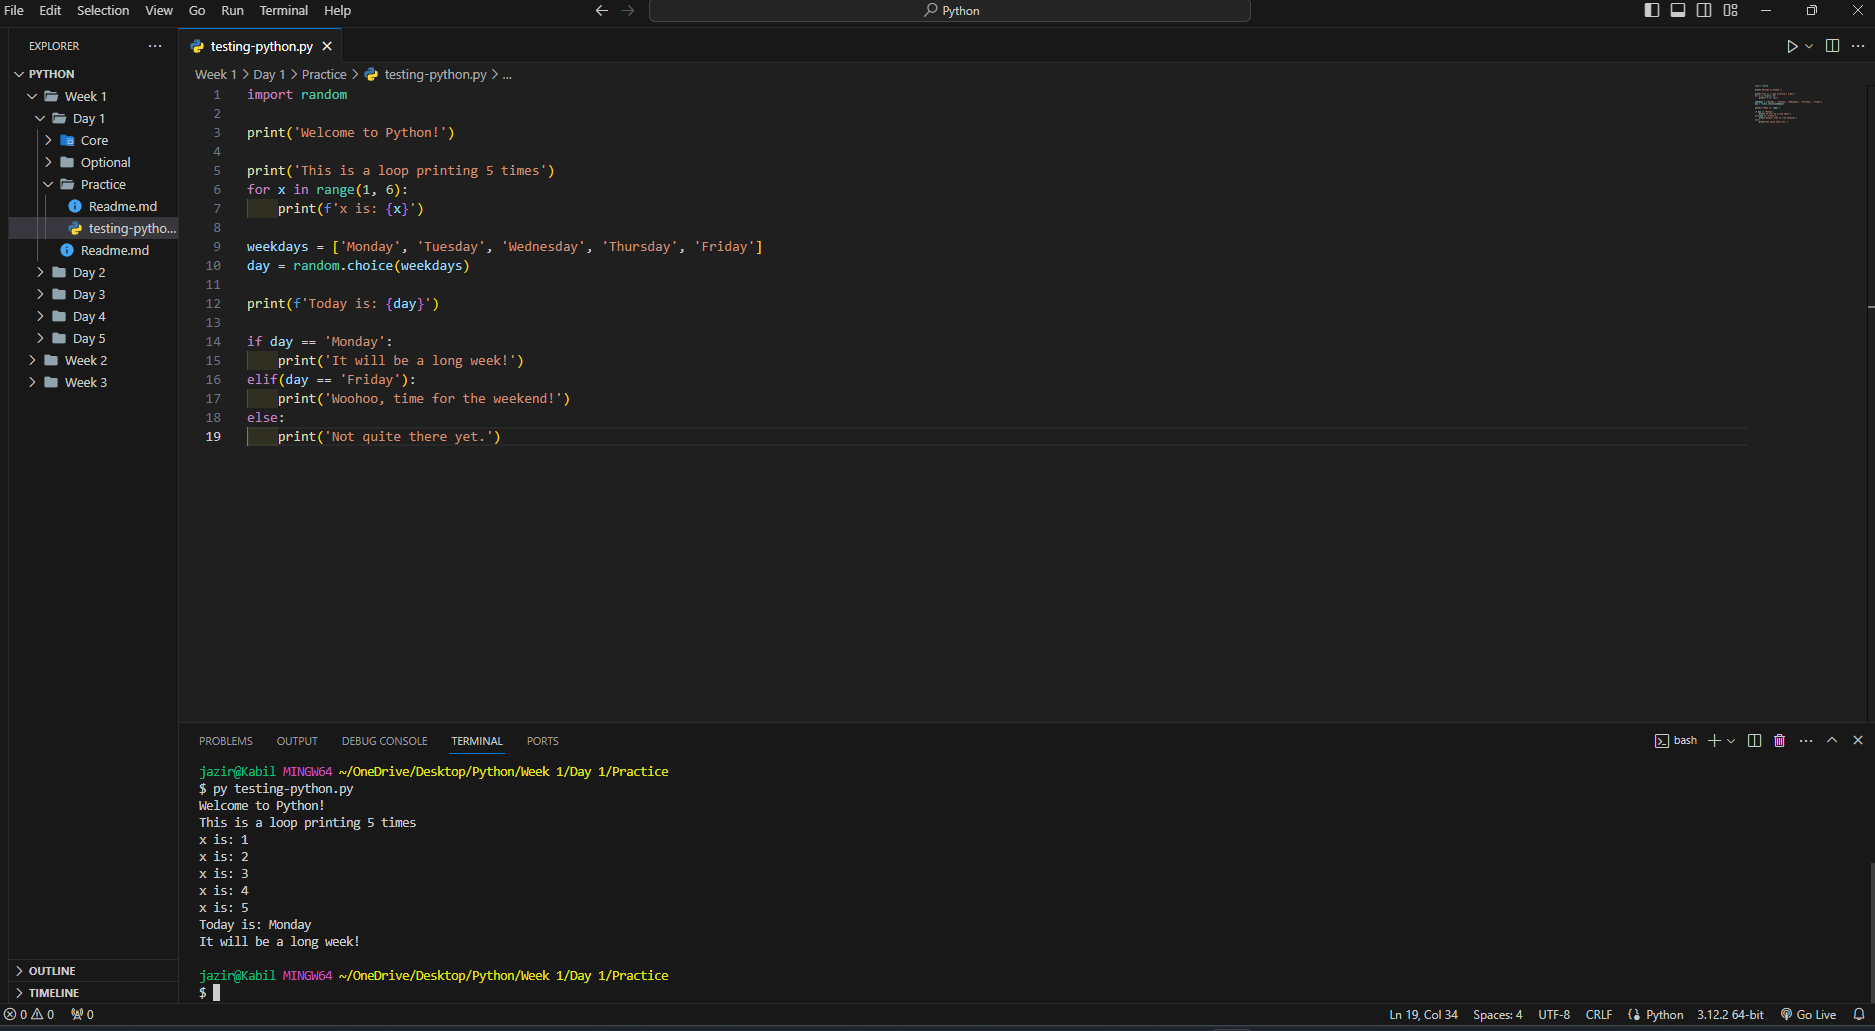 File Edit Selection View Go Run Terminal Help
Python
EXPLORER
testing-python.py
PYTHON
Week 1
Day 1
Core
Optional
Practice
Readme.md
testing-pytho...
Readme.md
Day 2
Day 3
Day 4
Day 5
Week 2
Week 3
OUTLINE
TIMELINE
Week 1 > Day 1 > Practice > testing-python.py > ...
1 import random
2
3 print('Welcome to Python!')
4
5 print('This is a loop printing 5 times')
6 for x in range(1, 6):
7     print(f'x is: {x}')
8
9 weekdays = ['Monday', 'Tuesday', 'Wednesday', 'Thursday', 'Friday']
10 day = random.choice(weekdays)
11
12 print(f'Today is: {day}')
13
14 if day == 'Monday':
15     print('It will be a long week!')
16 elif(day == 'Friday'):
17     print('Woohoo, time for the weekend!')
18 else:
19     print('Not quite there yet.')
PROBLEMS OUTPUT DEBUG CONSOLE TERMINAL PORTS
bash
jazir@Kabil MINGW64 ~/OneDrive/Desktop/Python/Week 1/Day 1/Practice
$ py testing-python.py
Welcome to Python!
This is a loop printing 5 times
x is: 1
x is: 2
x is: 3
x is: 4
x is: 5
Today is: Monday
It will be a long week!
jazir@Kabil MINGW64 ~/OneDrive/Desktop/Python/Week 1/Day 1/Practice
$
0 0 0
Ln 19, Col 34 Spaces: 4 UTF-8 CRLF Python 3.12.2 64-bit Go Live